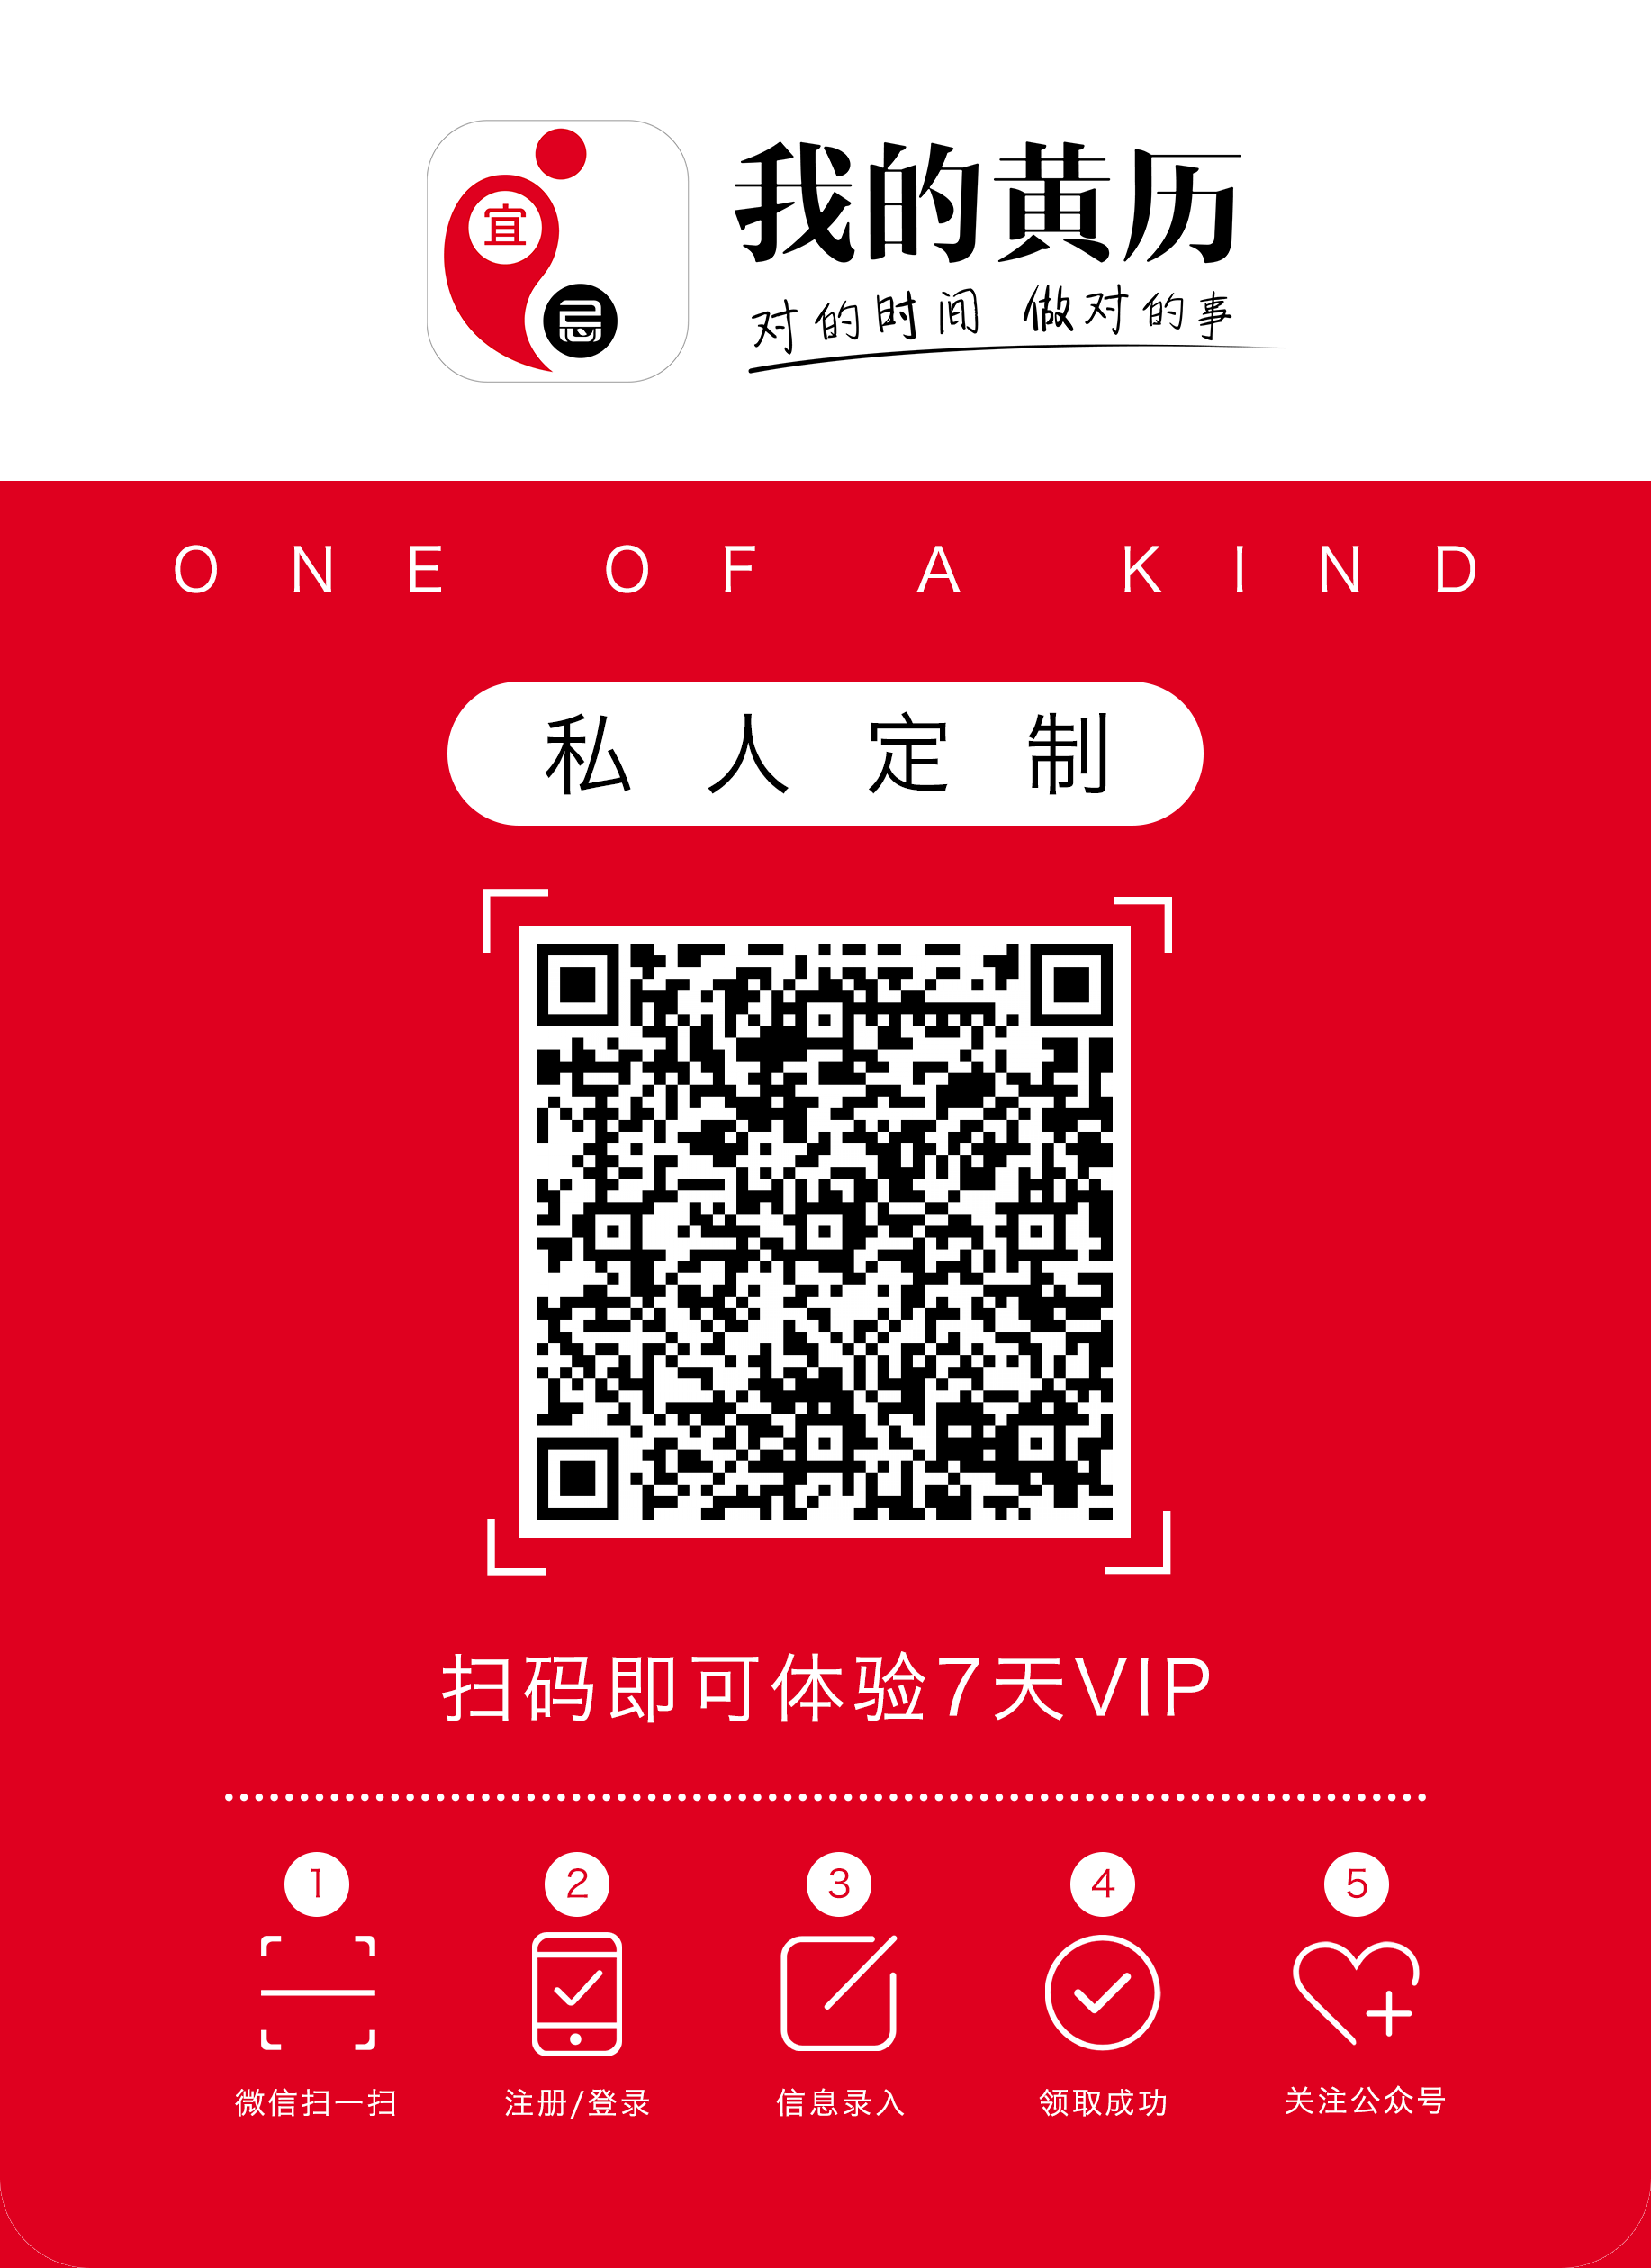 宜
忌
我的黄历
对的时间 做对的事
ONE OF A KIND
私人定制
扫码即可体验7天VIP
1 2 3 4 5
微信扫一扫 注册/登录 信息录入 领取成功 关注公众号